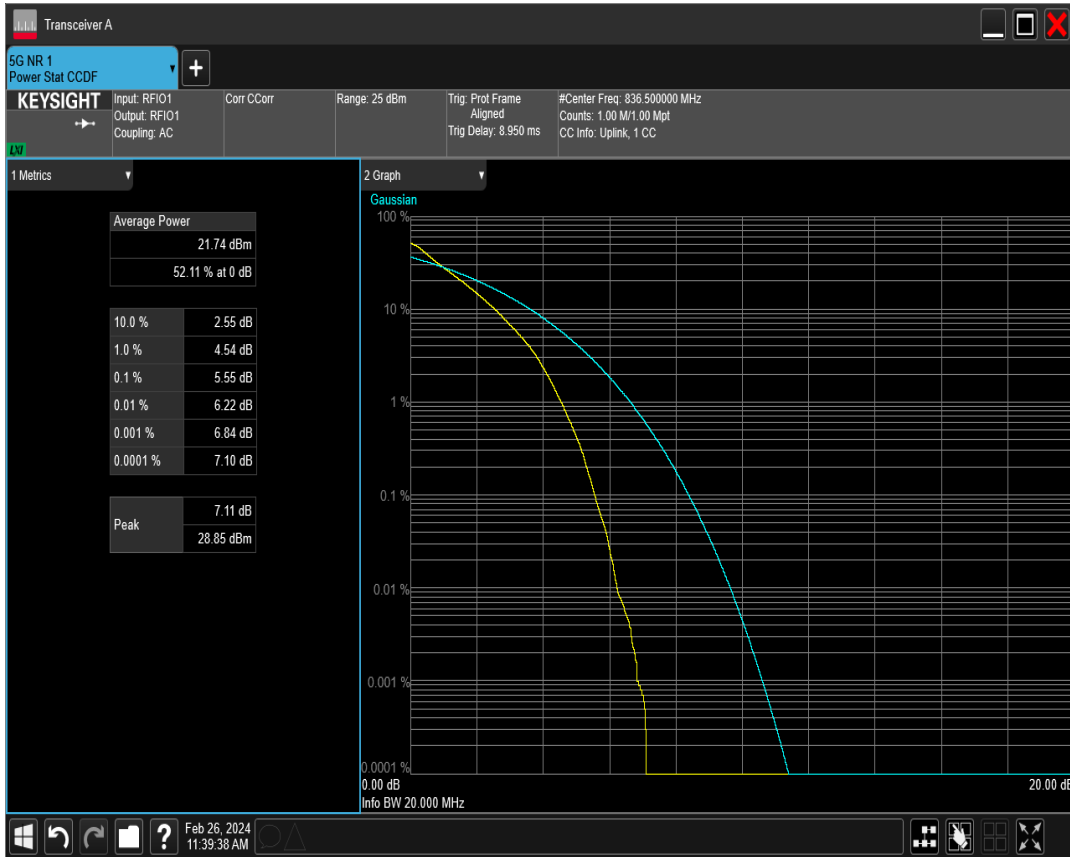 Transceiver A
5G NR 1
Power Stat CCDF
+
KEYSIGHT
LXI
Input: RFIO1
Output: RFIO1
Coupling: AC
Corr CCorr
Range: 25 dBm
Trig: Prot Frame
Aligned
Trig Delay: 8.950 ms
#Center Freq: 836.500000 MHz
Counts: 1.00 M/1.00 Mpt
CC Info: Uplink, 1 CC
1 Metrics
Average Power
21.74 dBm
52.11 % at 0 dB
10.0 % 2.55 dB
1.0 % 4.54 dB
0.1 % 5.55 dB
0.01 % 6.22 dB
0.001 % 6.84 dB
0.0001 % 7.10 dB
Peak
7.11 dB
28.85 dBm
2 Graph
Gaussian
100 %
10 %
1 %
0.1 %
0.01 %
0.001 %
0.0001 %
0.00 dB 20.00 dB
Info BW 20.000 MHz
?
Feb 26, 2024
11:39:38 AM